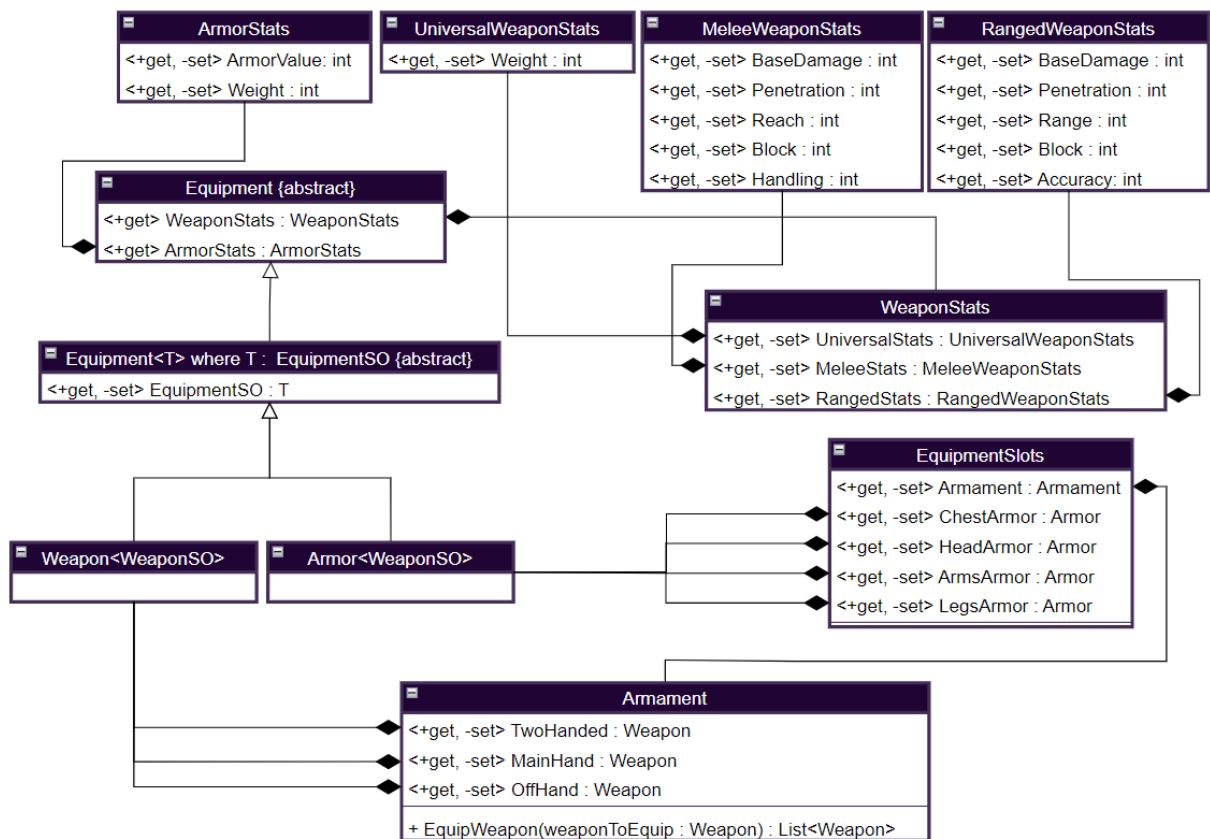 ArmorStats
<+get, -set> ArmorValue: int
<+get, -set> Weight : int
UniversalWeaponStats
<+get, -set> Weight : int
MeleeWeaponStats
<+get, -set> BaseDamage : int
<+get, -set> Penetration : int
<+get, -set> Reach : int
<+get, -set> Block : int
<+get, -set> Handling : int
RangedWeaponStats
<+get, -set> BaseDamage : int
<+get, -set> Penetration : int
<+get, -set> Range : int
<+get, -set> Block : int
<+get, -set> Accuracy: int
Equipment {abstract}
<+get> WeaponStats : WeaponStats
<+get> ArmorStats : ArmorStats
WeaponStats
<+get, -set> UniversalStats : UniversalWeaponStats
<+get, -set> MeleeStats : MeleeWeaponStats
<+get, -set> RangedStats : RangedWeaponStats
Equipment<T> where T : EquipmentSO {abstract}
<+get, -set> EquipmentSO : T
EquipmentSlots
<+get, -set> Armament : Armament
<+get, -set> ChestArmor : Armor
<+get, -set> HeadArmor : Armor
<+get, -set> ArmsArmor : Armor
<+get, -set> LegsArmor : Armor
Weapon<WeaponSO>
Armor<WeaponSO>
Armament
<+get, -set> TwoHanded : Weapon
<+get, -set> MainHand : Weapon
<+get, -set> OffHand : Weapon
+ EquipWeapon(weaponToEquip : Weapon) : List<Weapon>